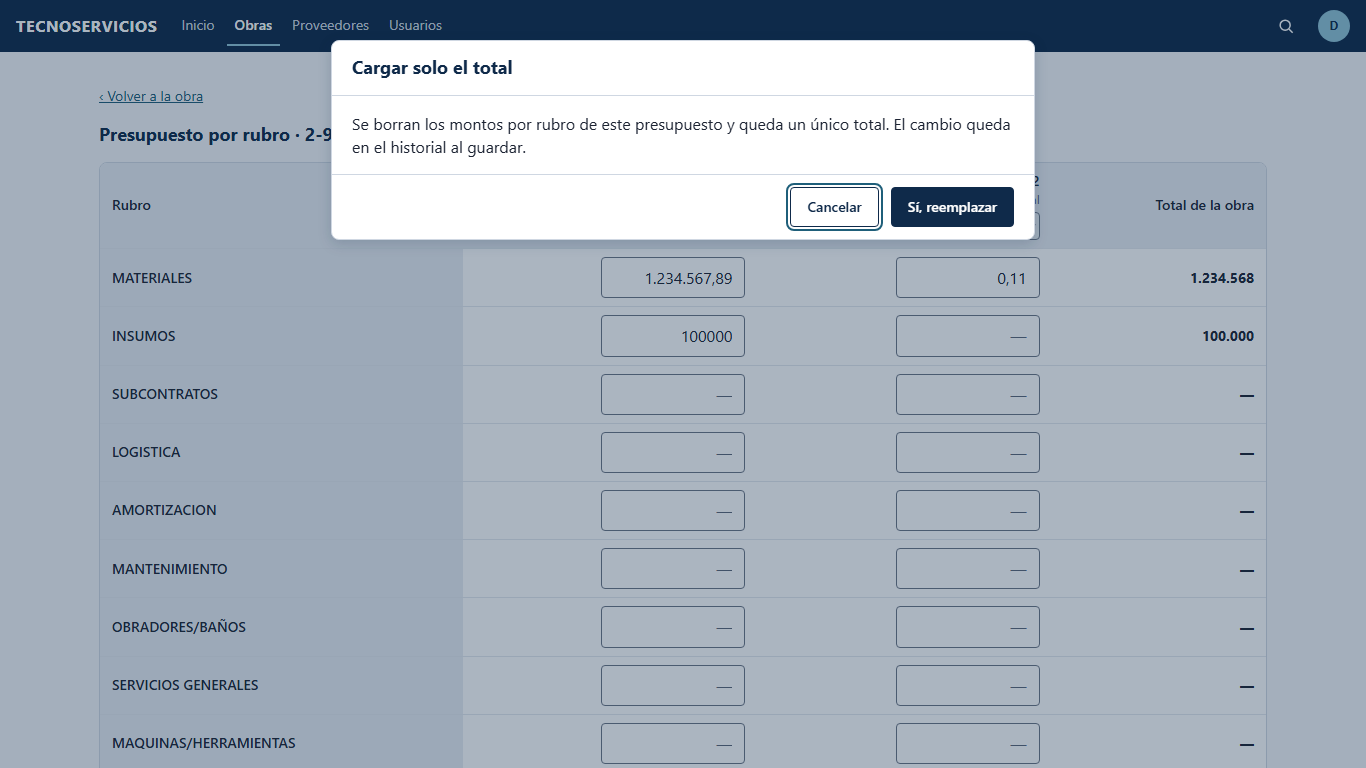 TECNOSERVICIOS Inicio Obras Proveedores Usuarios D
Cargar solo el total
Se borran los montos por rubro de este presupuesto y queda un único total. El cambio queda
en el historial al guardar.
Cancelar Sí, reemplazar
‹ Volver a la obra
Presupuesto por rubro · 2-9
Rubro 2 Total de la obra
MATERIALES 1.234.567,89 0,11 1.234.568
INSUMOS 100000 — 100.000
SUBCONTRATOS — — —
LOGISTICA — — —
AMORTIZACION — — —
MANTENIMIENTO — — —
OBRADORES/BAÑOS — — —
SERVICIOS GENERALES — — —
MAQUINAS/HERRAMIENTAS — — —